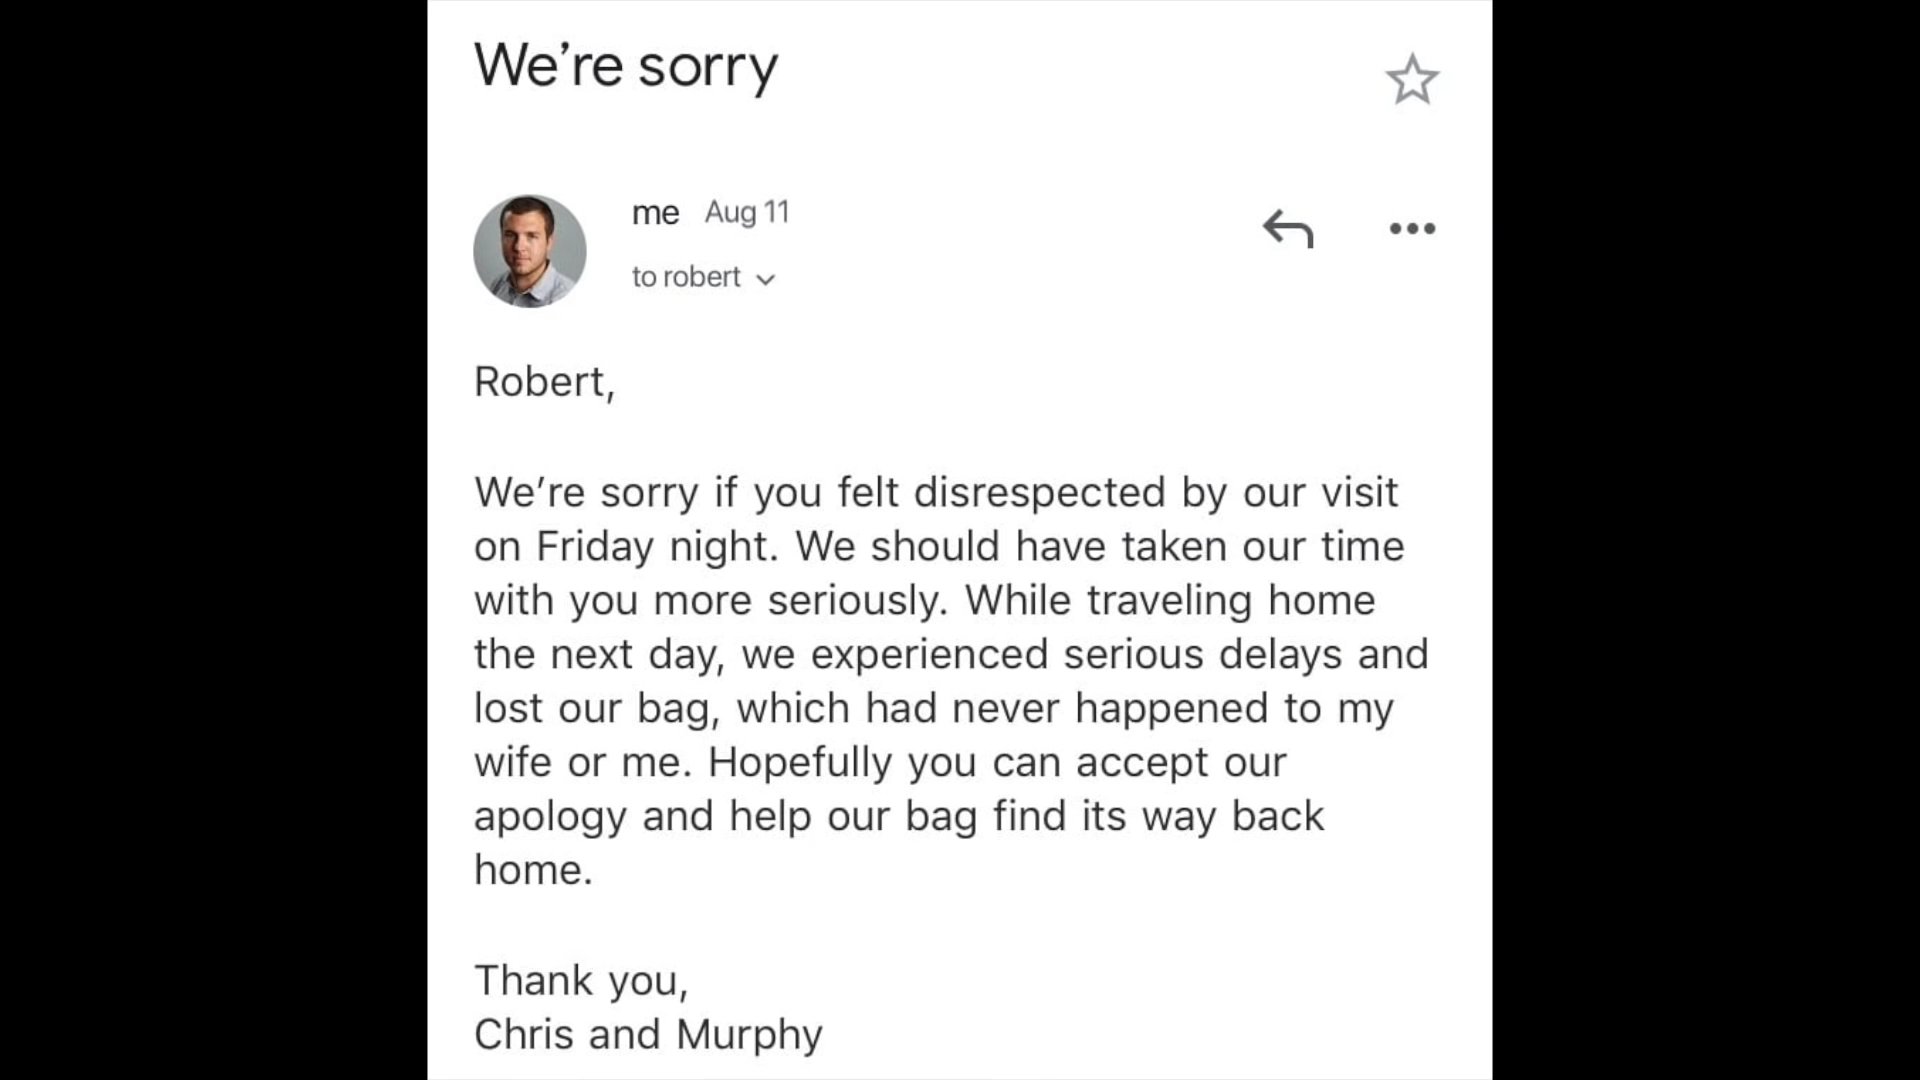 We’re sorry
me Aug 11
to robert
Robert,
We’re sorry if you felt disrespected by our visit
on Friday night. We should have taken our time
with you more seriously. While traveling home
the next day, we experienced serious delays and
lost our bag, which had never happened to my
wife or me. Hopefully you can accept our
apology and help our bag find its way back
home.
Thank you,
Chris and Murphy